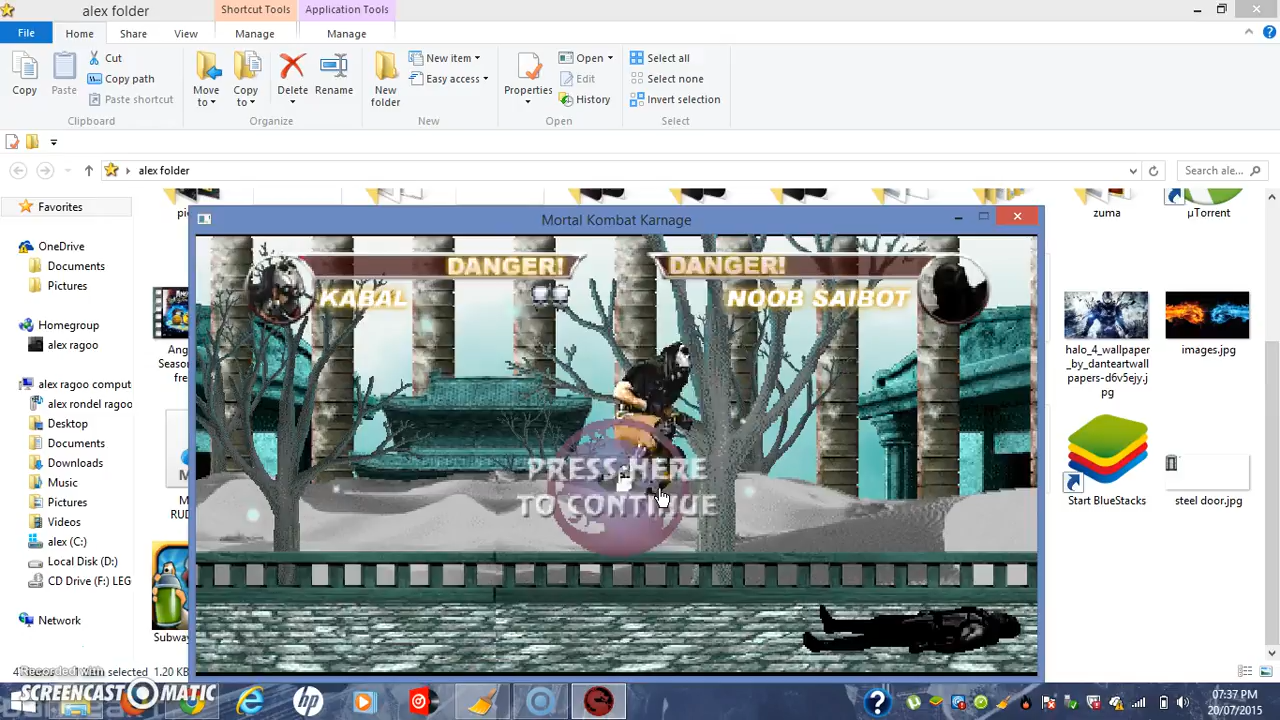 alex folder
Shortcut Tools
Application Tools
File
Home
Share
View
Manage
Manage
Copy
Paste
Cut
Copy path
Paste shortcut
Clipboard
Move to
Copy to
Delete
Rename
Organize
New folder
New item
Easy access
New
Properties
Open
Edit
History
Open
Select all
Select none
Invert selection
Select
alex folder
Search ale...
Favorites
OneDrive
Documents
Pictures
Homegroup
alex ragoo
alex ragoo computer
alex rondel ragoo
Desktop
Documents
Downloads
Music
Pictures
Videos
alex (C:)
Local Disk (D:)
CD Drive (F:) LEG
Network
zuma
µTorrent
halo_4_wallpaper
_by_danteartwall
papers-d6v5ejy.j
pg
images.jpg
Start BlueStacks
steel door.jpg
Mortal Kombat Karnage
DANGER!
DANGER!
KABAL
NOOB SAIBOT
PRESS HERE
TO CONTINUE
selected 1.20 KB
Recorded with
SCREENCAST MATIC
hp
07:37 PM
20/07/2015